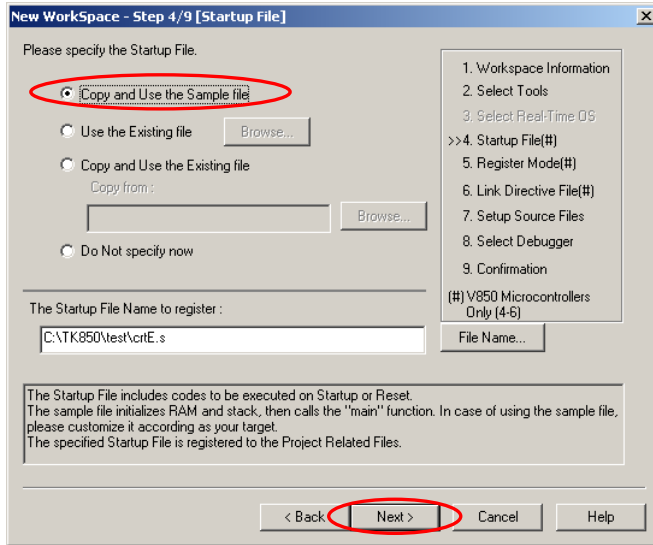 New WorkSpace - Step 4/9 [Startup File]
Please specify the Startup File.
Copy and Use the Sample file
Use the Existing file
Browse...
Copy and Use the Existing file
Copy from :
Browse...
Do Not specify now
1. Workspace Information
2. Select Tools
3. Select Real-Time OS
>>4. Startup File(#)
5. Register Mode(#)
6. Link Directive File(#)
7. Setup Source Files
8. Select Debugger
9. Confirmation
(#) V850 Microcontrollers
Only (4-6)
The Startup File Name to register :
C:\TK850\test\crtE.s
File Name...
The Startup File includes codes to be executed on Startup or Reset.
The sample file initializes RAM and stack, then calls the "main" function. In case of using the sample file,
please customize it according as your target.
The specified Startup File is registered to the Project Related Files.
< Back
Next >
Cancel
Help